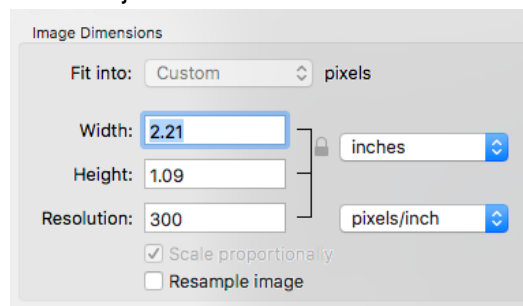 Image Dimensions
Fit into: Custom pixels
Width: 2.21
inches
Height: 1.09
Resolution: 300 pixels/inch
Scale proportionally
Resample image